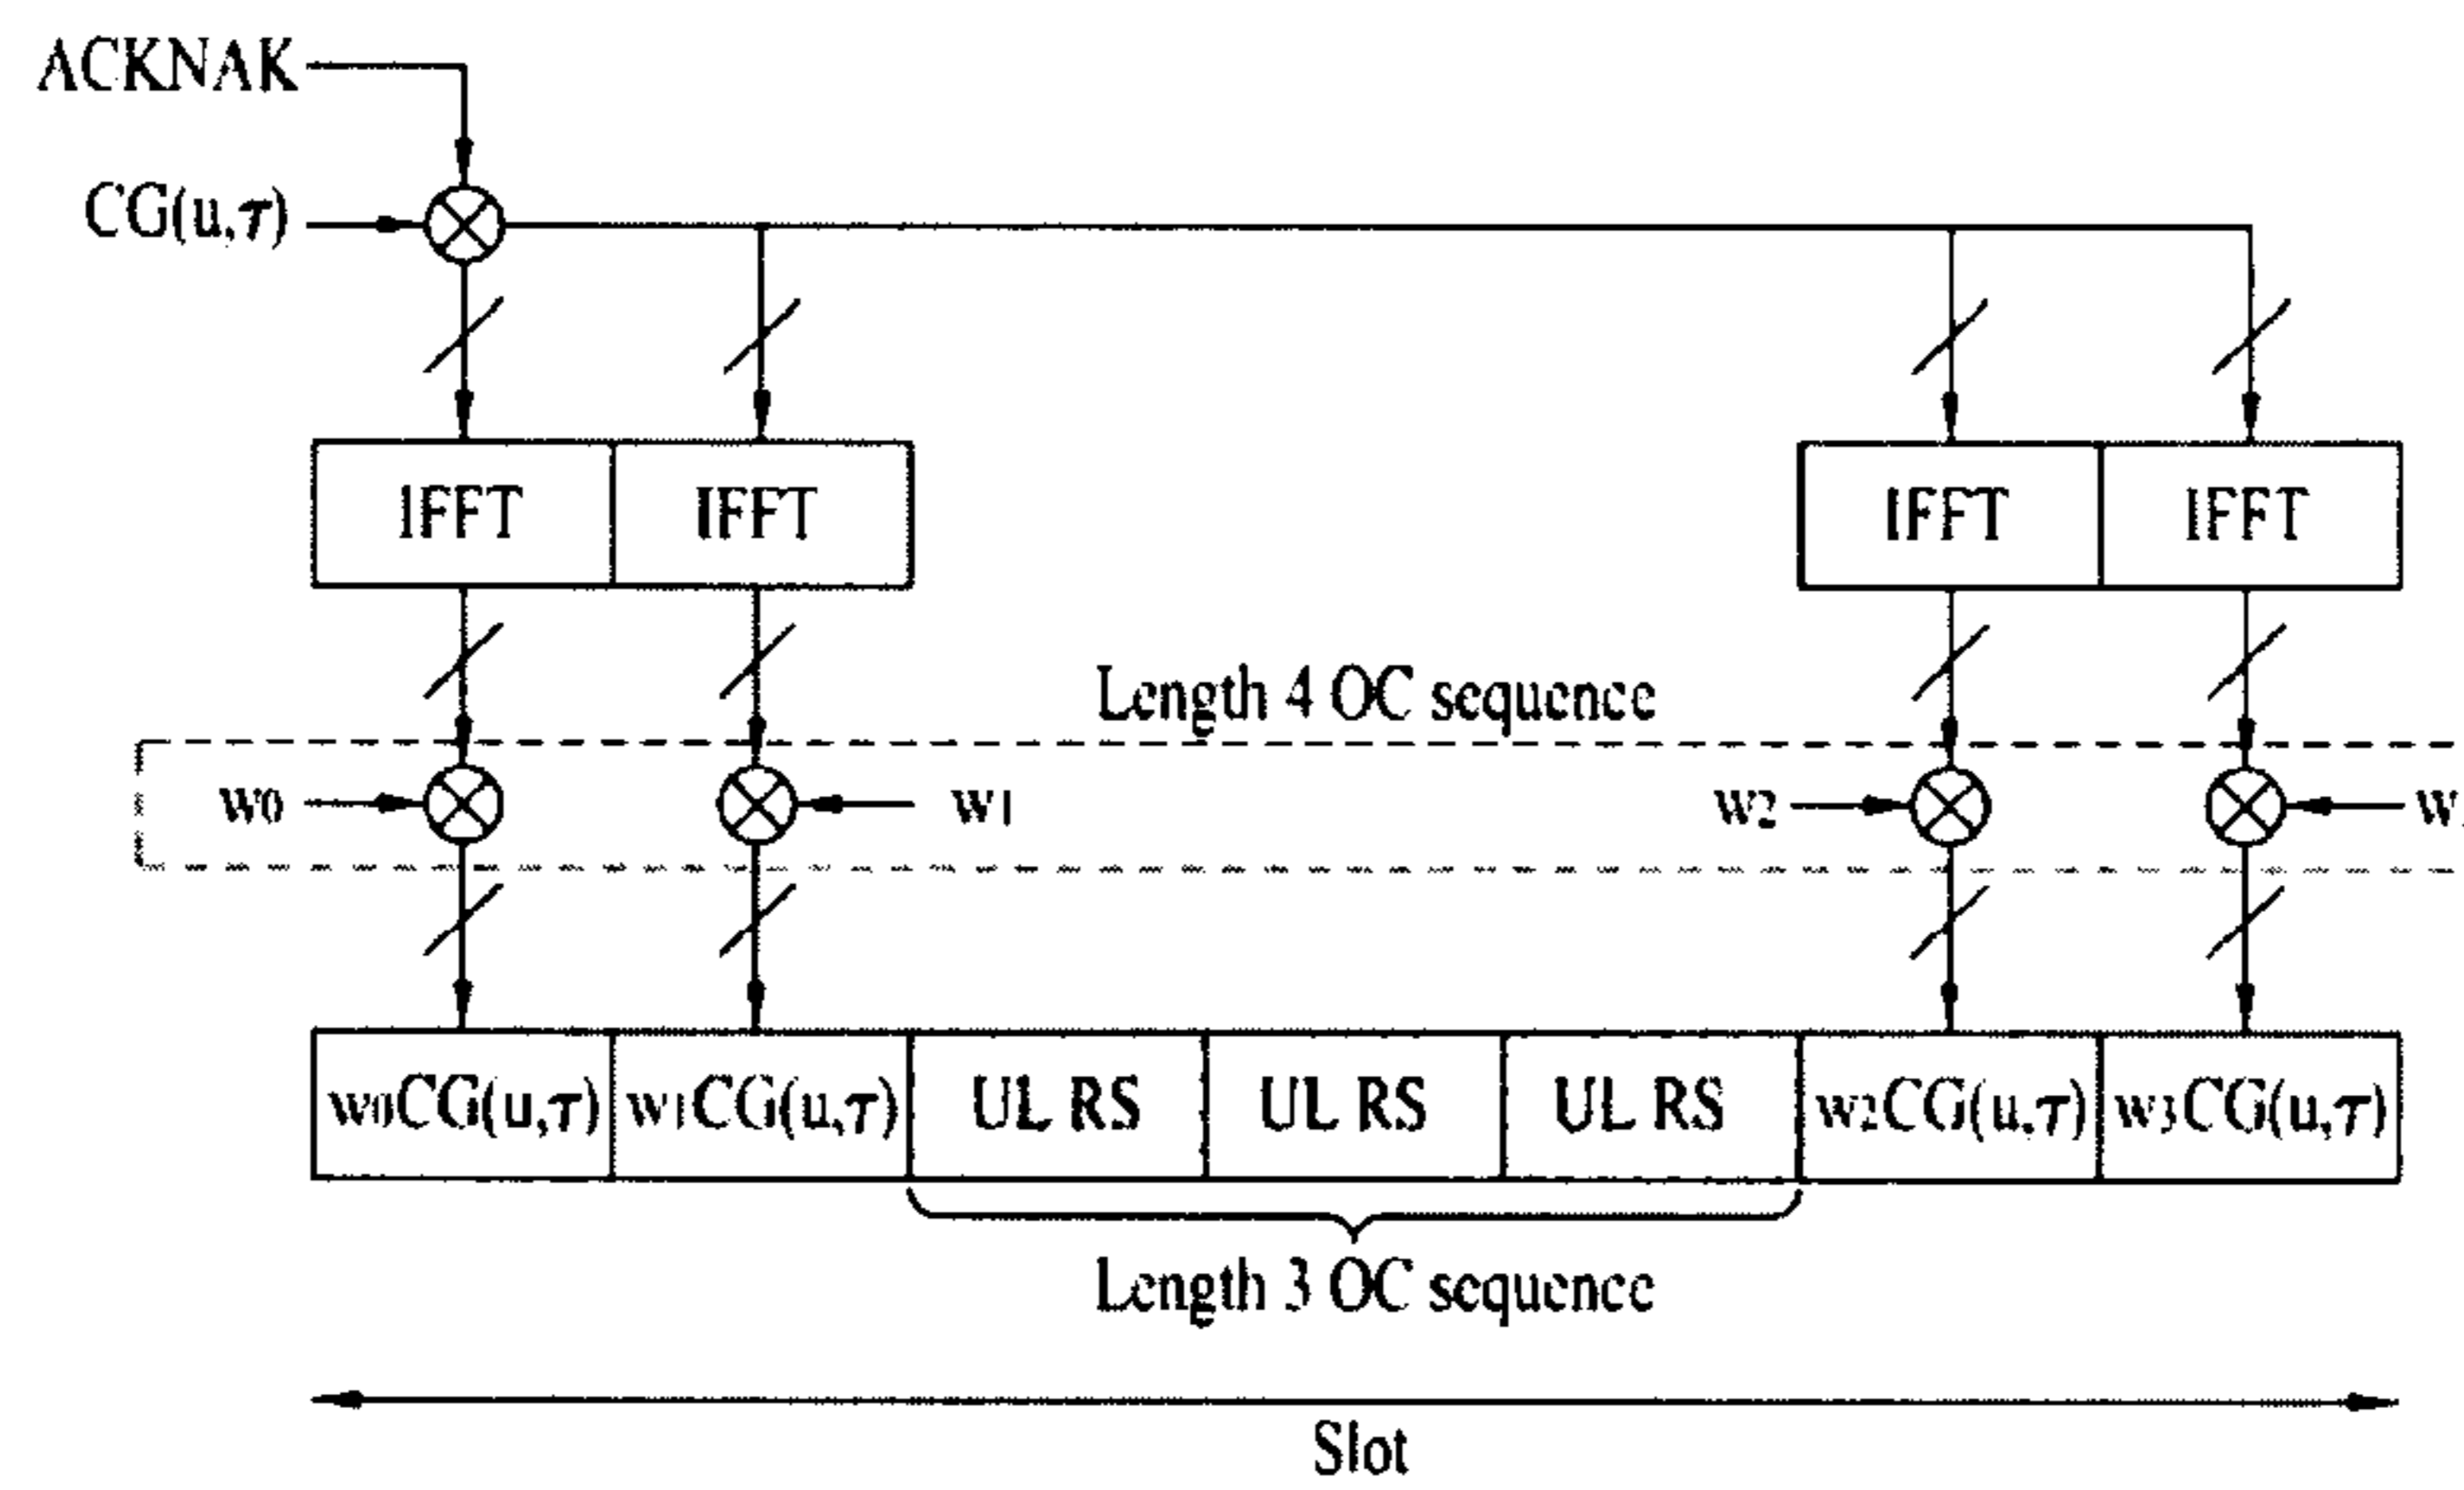 ACKNAK
CG(u,τ)
IFFT IFFT IFFT IFFT
Length 4 OC sequence
w0 w1 w2 w
w0CG(u,τ) w1CG(u,τ) UL RS UL RS UL RS w2CG(u,τ) w3CG(u,τ)
Length 3 OC sequence
Slot